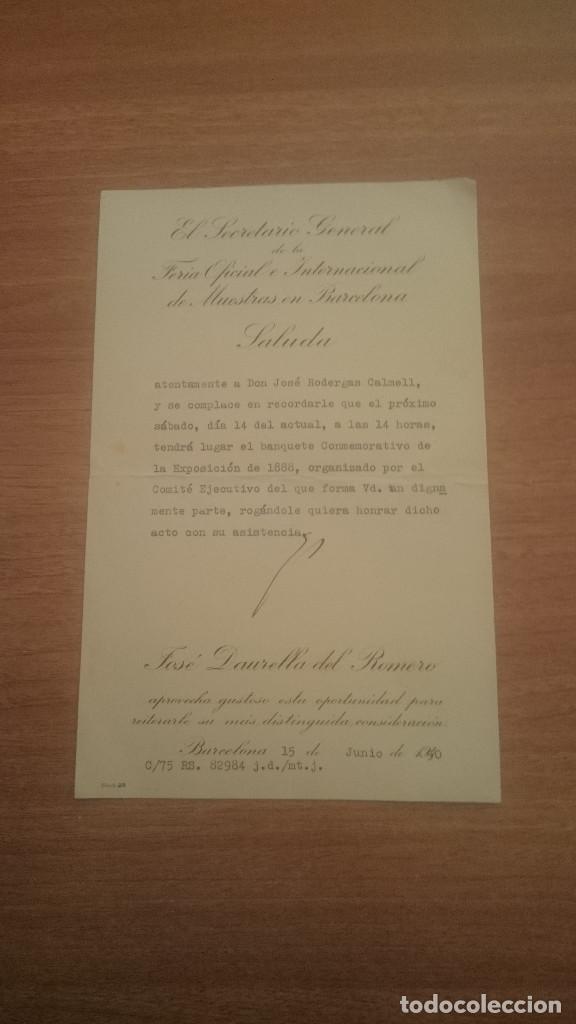 El Secretario General
de la
Feria Oficial e Internacional
de Muestras en Barcelona
Saluda
atentamente a Don José Rodergas Calmell,
y se complace en recordarle que el próximo
sábado, día 14 del actual, a las 14 horas,
tendrá lugar el banquete Conmemorativo de
la Exposición de 1888, organizado por el
Comité Ejecutivo del que forma Vd. tan digna
mente parte, rogándole quiera honrar dicho
acto con su asistencia.
José Daurella del Romero
aprovecha gustoso esta oportunidad para
reiterarle su más distinguida consideración
Barcelona 15 de Junio de
C/75 RS. 82984 j.d./mt.j.
todocoleccion